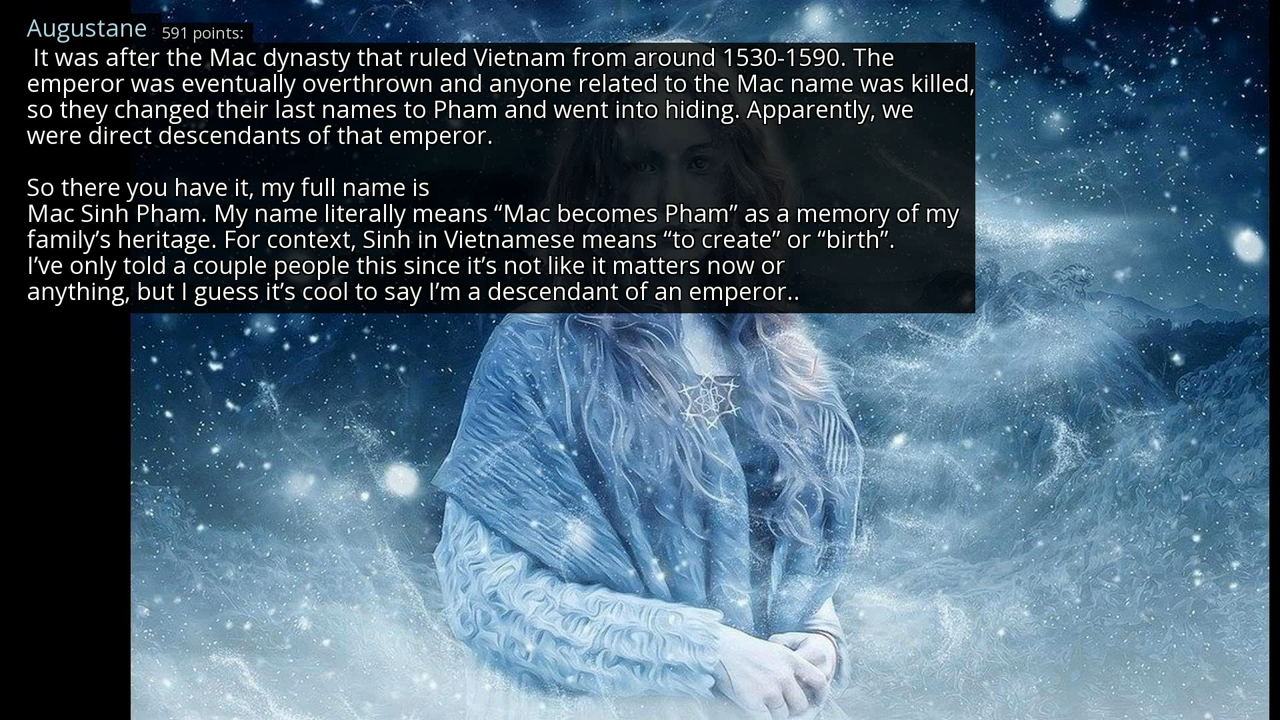 Augustane 591 points:
It was after the Mac dynasty that ruled Vietnam from around 1530-1590. The
emperor was eventually overthrown and anyone related to the Mac name was killed,
so they changed their last names to Pham and went into hiding. Apparently, we
were direct descendants of that emperor.
So there you have it, my full name is
Mac Sinh Pham. My name literally means “Mac becomes Pham” as a memory of my
family’s heritage. For context, Sinh in Vietnamese means “to create” or “birth”.
I’ve only told a couple people this since it’s not like it matters now or
anything, but I guess it’s cool to say I’m a descendant of an emperor..